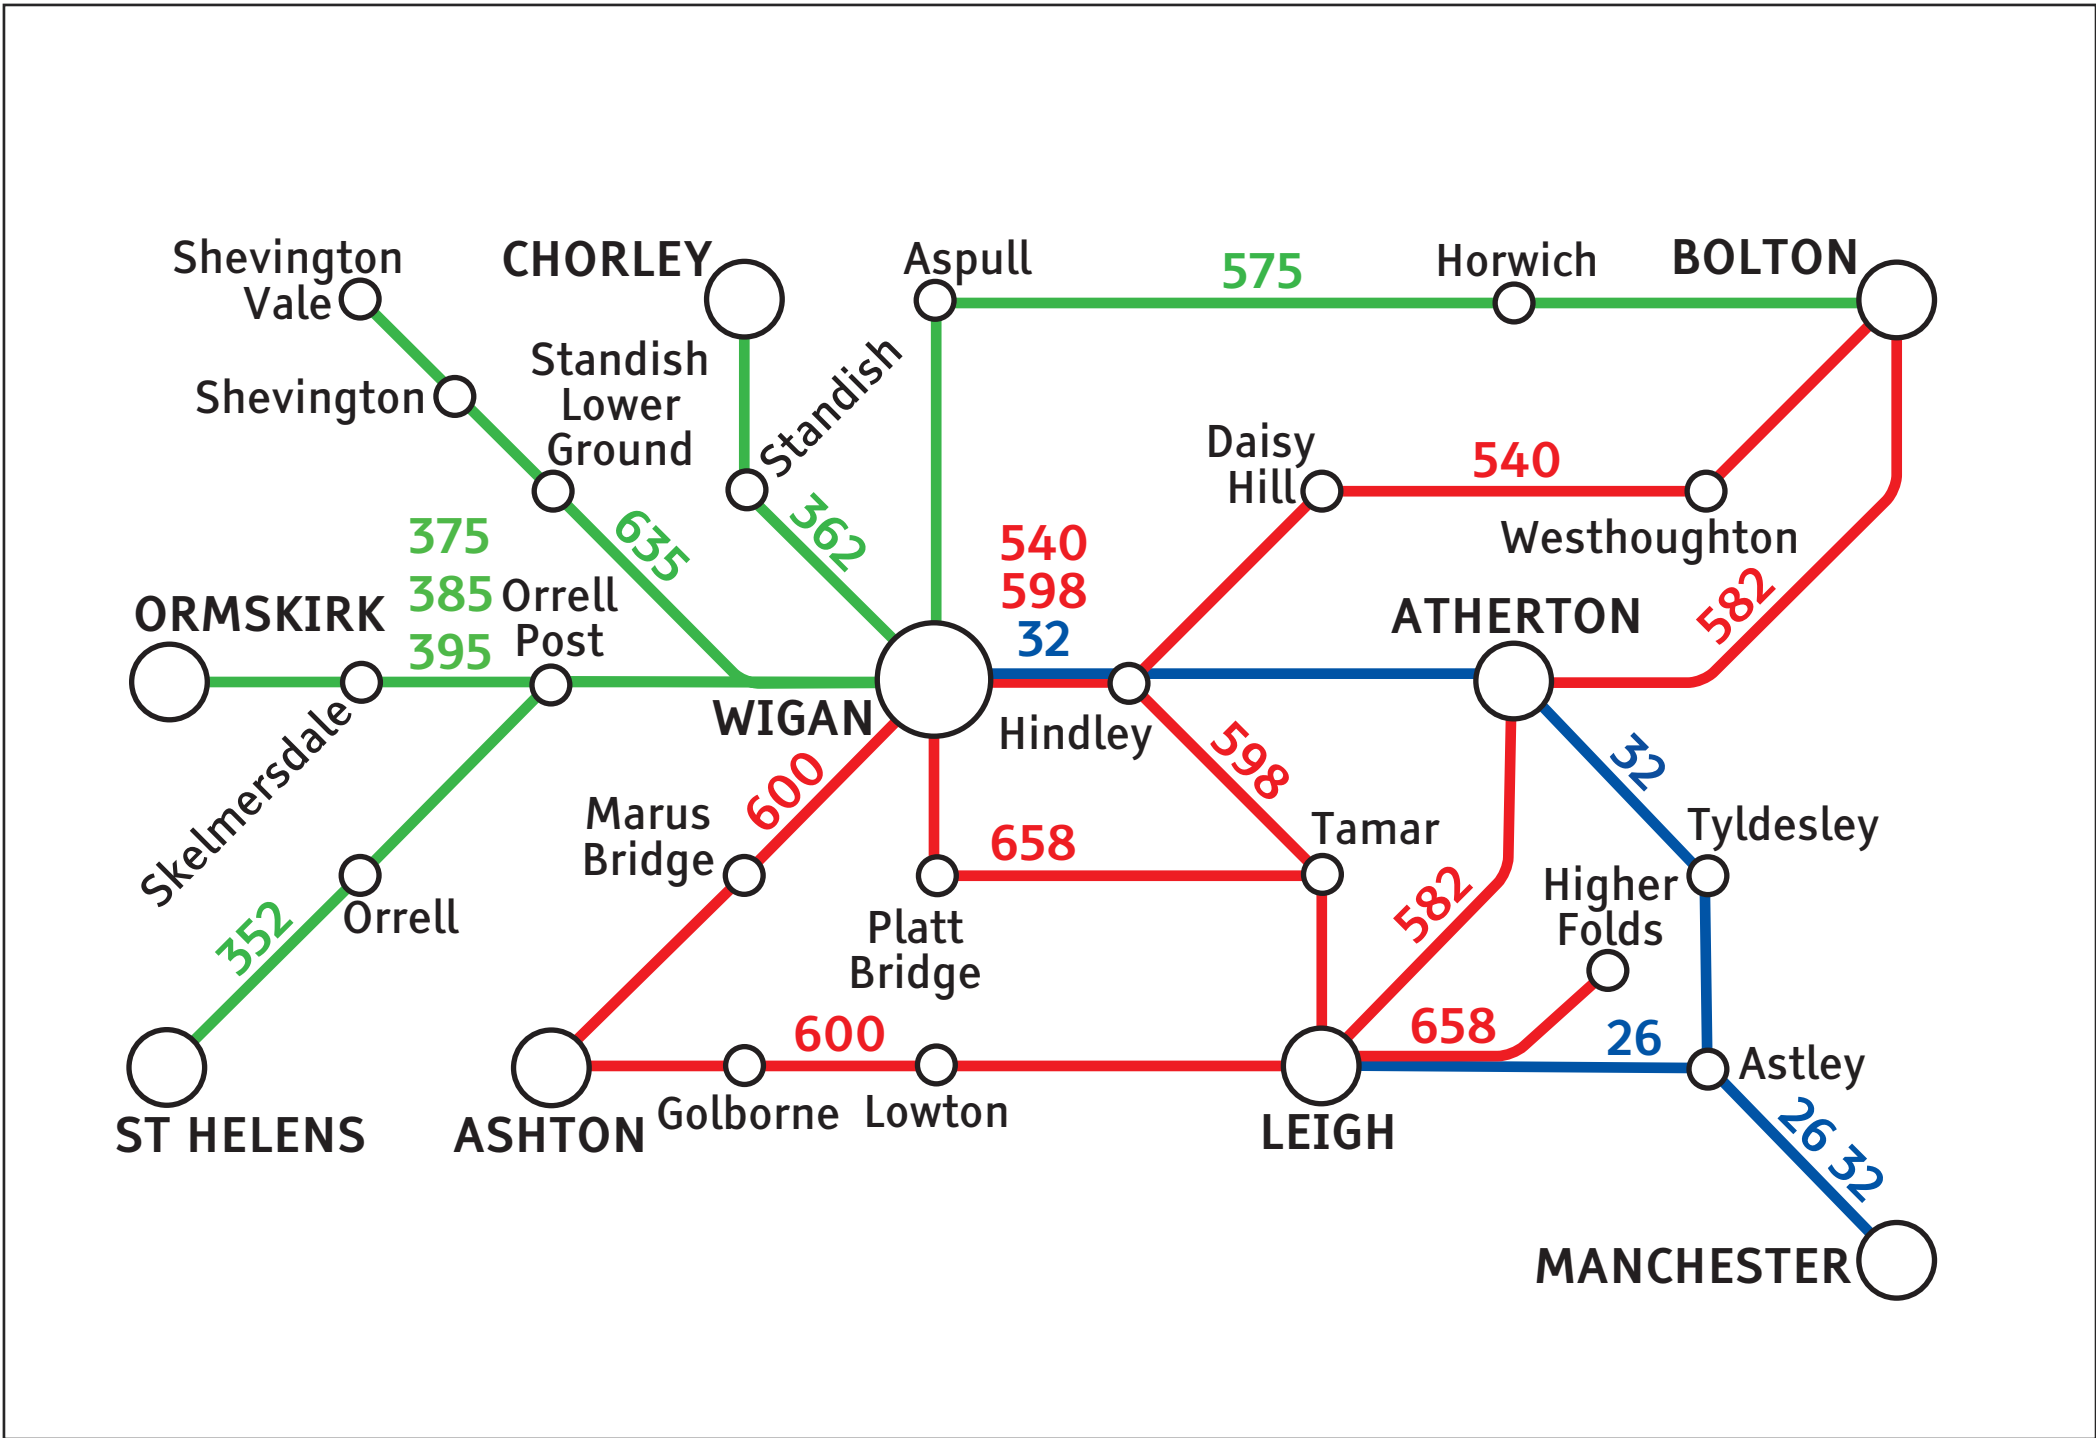 Shevington
Vale
CHORLEY
Aspull
575
Horwich
BOLTON
Shevington
Standish
Lower
Ground
Standish
Daisy
Hill
540
Westhoughton
375
385
395
635
362
540
598
32
ORMSKIRK
Orrell
Post
ATHERTON
582
WIGAN
Hindley
Skelmersdale
600
598
32
Marus
Bridge
658
Tamar
Tyldesley
352
Orrell
Platt
Bridge
582
Higher
Folds
600
658
26
Astley
ST HELENS
ASHTON
Golborne
Lowton
LEIGH
26 32
MANCHESTER